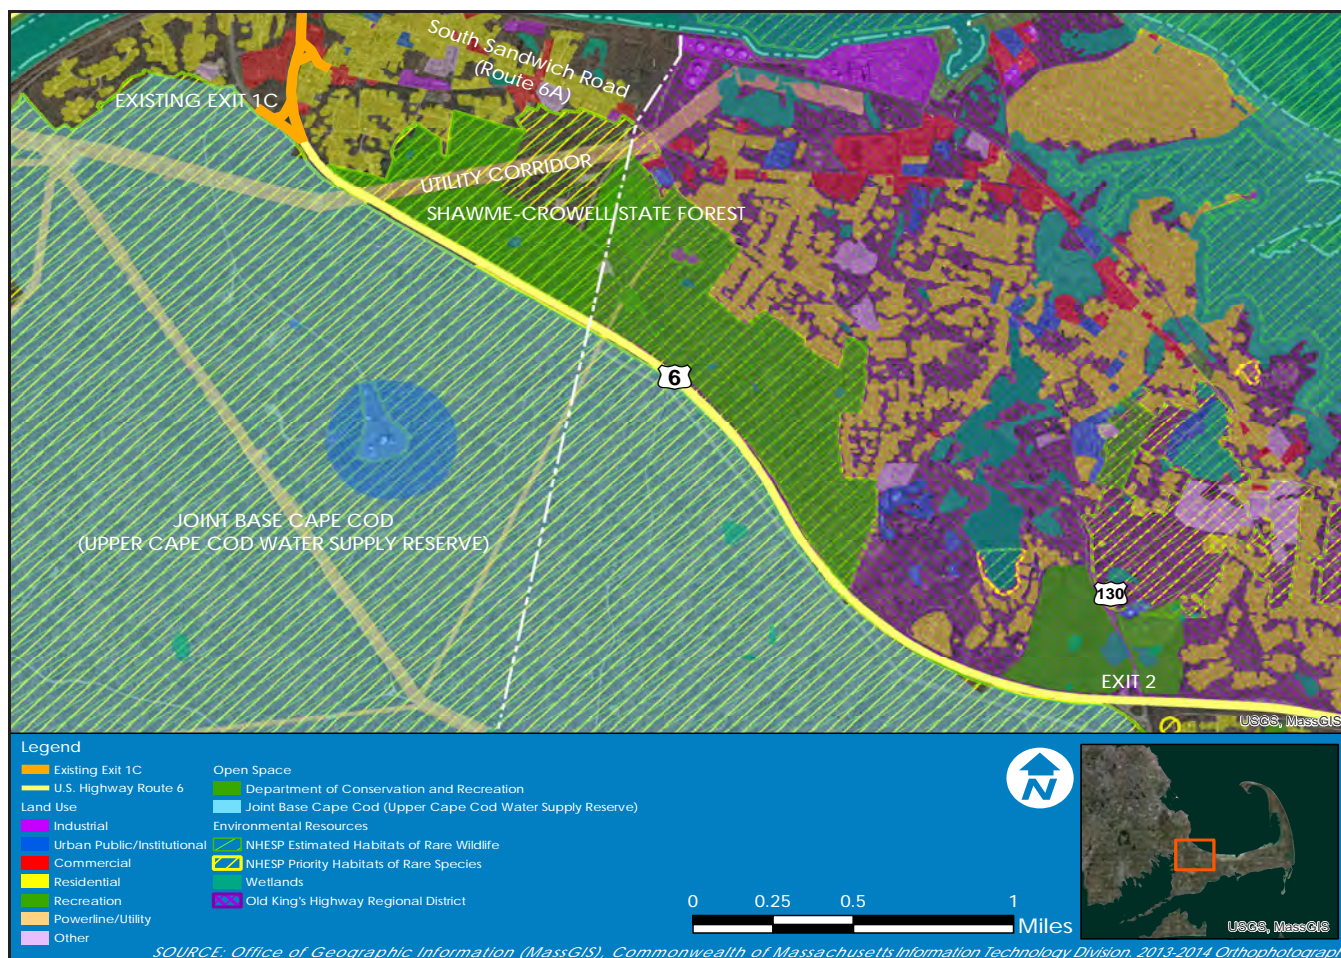 South Sandwich Road
(Route 6A)
EXISTING EXIT 1C
UTILITY CORRIDOR
SHAWME-CROWELL STATE FOREST
6
JOINT BASE CAPE COD
(UPPER CAPE COD WATER SUPPLY RESERVE)
130
EXIT 2
USGS, MassGIS
Legend
Existing Exit 1C
U.S. Highway Route 6
Land Use
Industrial
Urban Public/Institutional
Commercial
Residential
Recreation
Powerline/Utility
Other
Open Space
Department of Conservation and Recreation
Joint Base Cape Cod (Upper Cape Cod Water Supply Reserve)
Environmental Resources
NHESP Estimated Habitats of Rare Wildlife
NHESP Priority Habitats of Rare Species
Wetlands
Old King's Highway Regional District
N
0 0.25 0.5 1
Miles
USGS, MassGIS
SOURCE: Office of Geographic Information (MassGIS), Commonwealth of Massachusetts Information Technology Division. 2013-2014 Orthophotograph